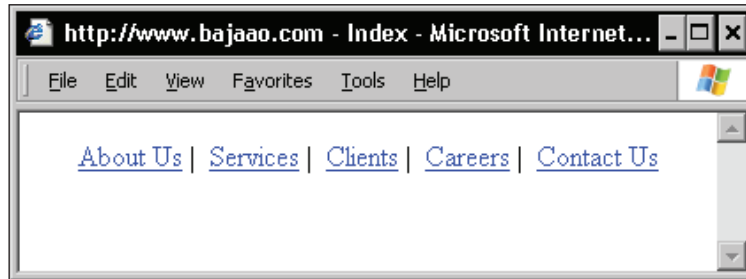 http://www.bajaao.com - Index - Microsoft Internet...
File Edit View Favorites Tools Help
About Us | Services | Clients | Careers | Contact Us